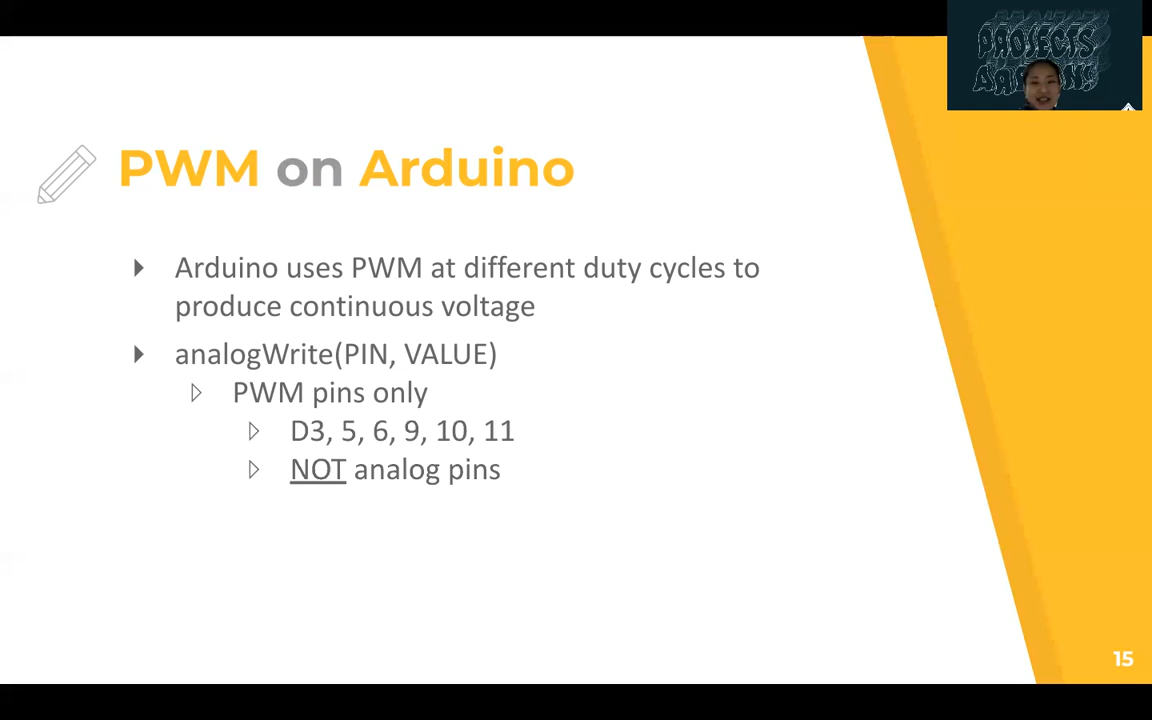 PROJECTS
PWM on Arduino
Arduino uses PWM at different duty cycles to
produce continuous voltage
analogWrite(PIN, VALUE)
PWM pins only
D3, 5, 6, 9, 10, 11
NOT analog pins
15